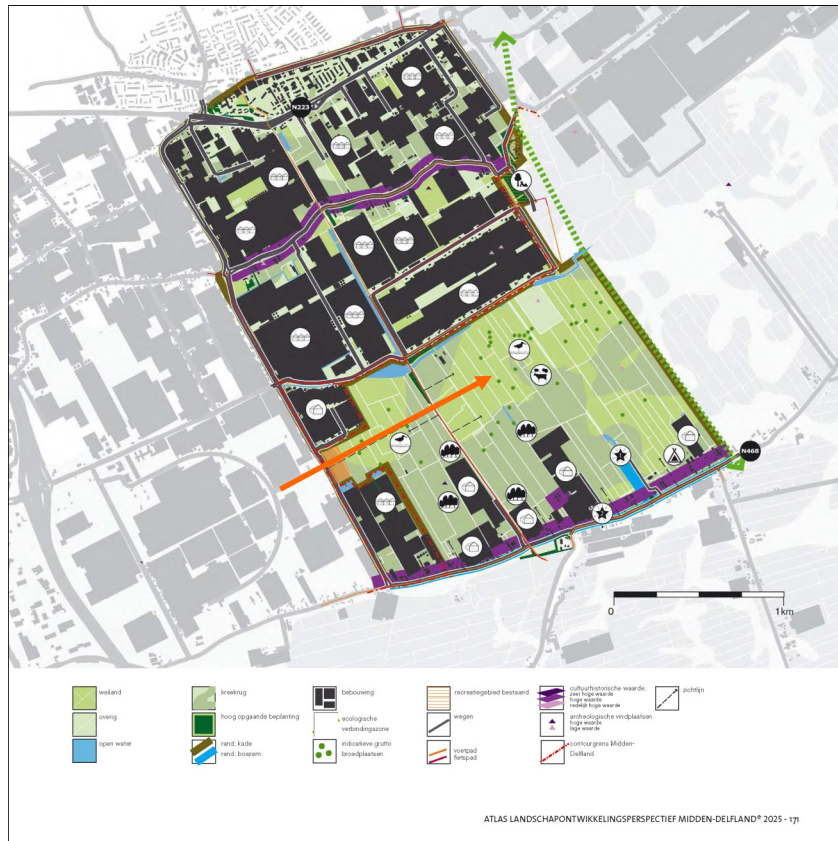 N223
N468
0 1km
weiland
overig
open water
kreekrug
hoog opgaande beplanting
rand: kade
rand: boezem
bebouwing
ecologische
verbindingszone
indicatieve grutto
broedplaatsen
recreatiegebied bestaand
wegen
voetpad
fietspad
cultuurhistorische waarde:
zeer hoge waarde
hoge waarde
redelijk hoge waarde
archeologische vindplaatsen
hoge waarde
lage waarde
contourgrens Midden-
Delfland
zichtlijn
ATLAS LANDSCHAPONTWIKKELINGSPERSPECTIEF MIDDEN-DELFLAND® 2025 - 171